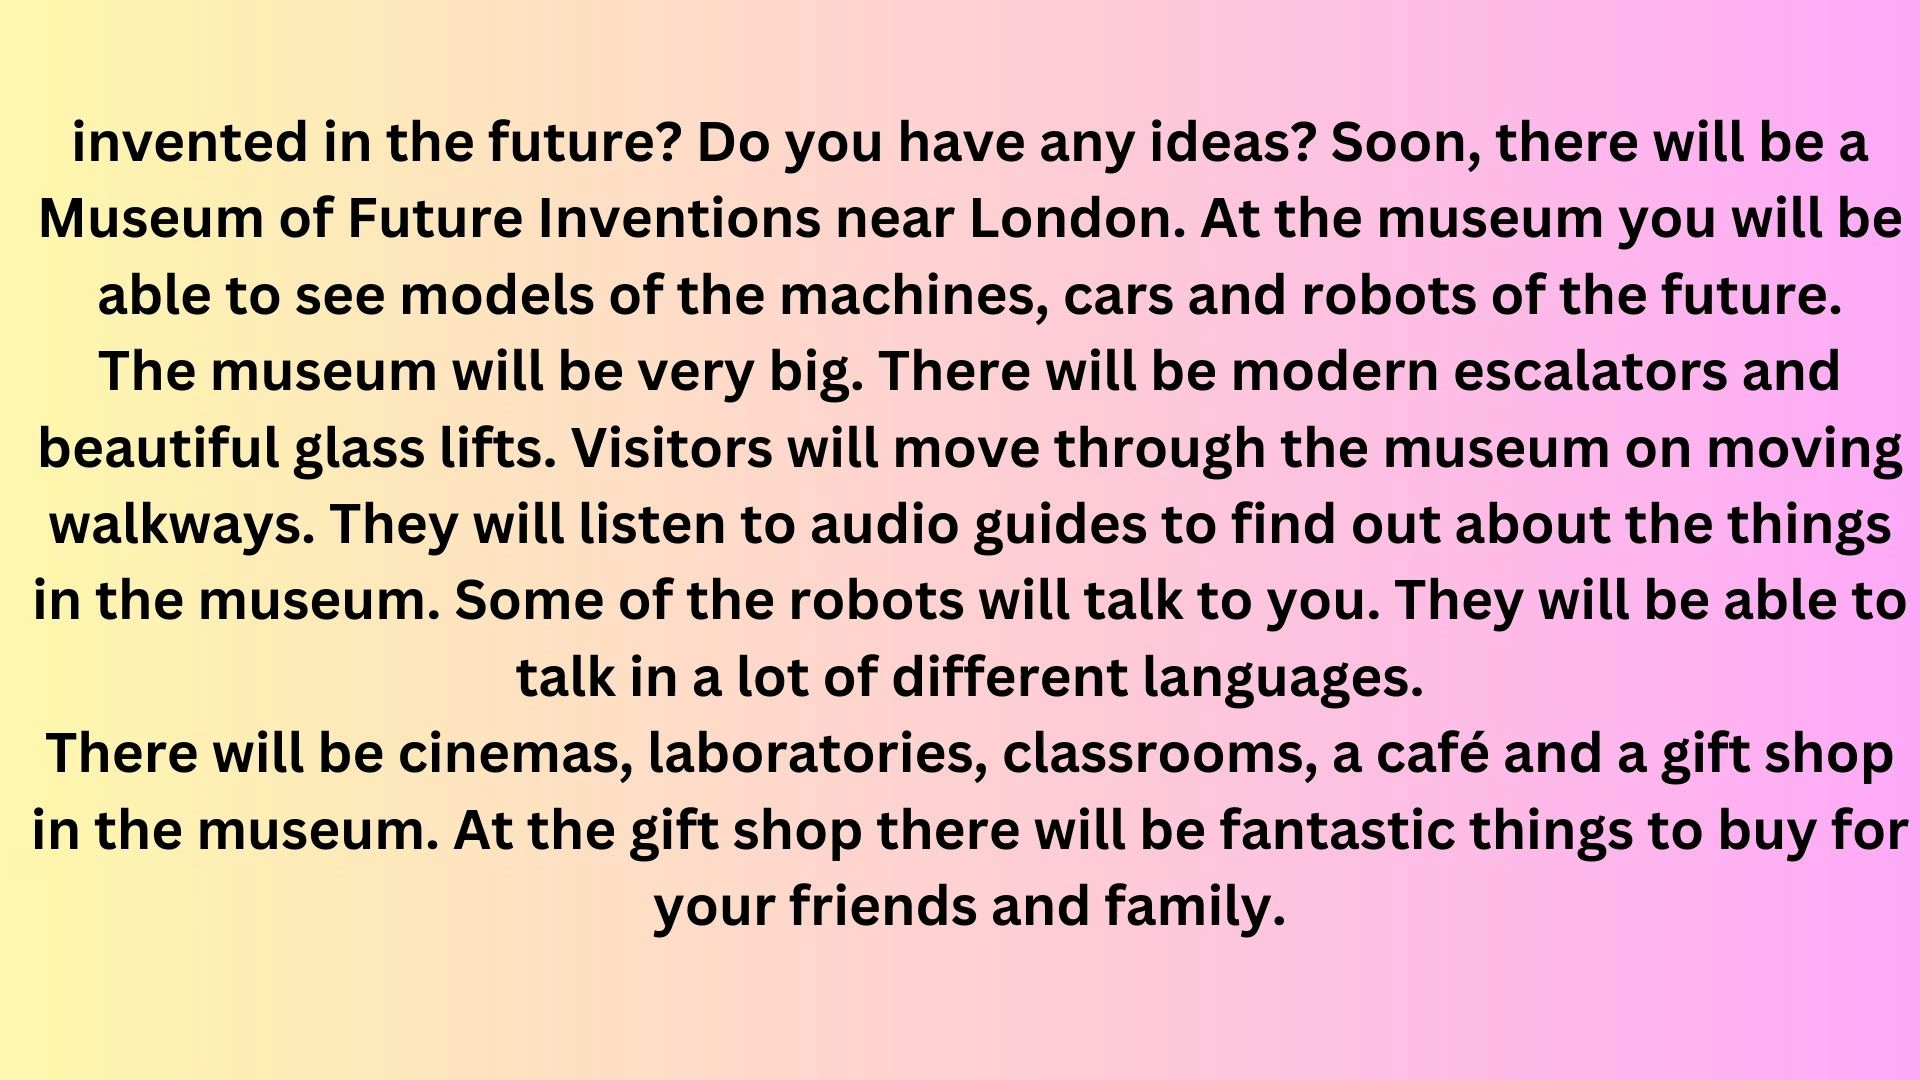 invented in the future? Do you have any ideas? Soon, there will be a
Museum of Future Inventions near London. At the museum you will be
able to see models of the machines, cars and robots of the future.
The museum will be very big. There will be modern escalators and
beautiful glass lifts. Visitors will move through the museum on moving
walkways. They will listen to audio guides to find out about the things
in the museum. Some of the robots will talk to you. They will be able to
talk in a lot of different languages.
There will be cinemas, laboratories, classrooms, a café and a gift shop
in the museum. At the gift shop there will be fantastic things to buy for
your friends and family.